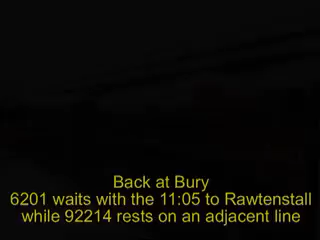 Back at Bury
6201 waits with the 11:05 to Rawtenstall
while 92214 rests on an adjacent line